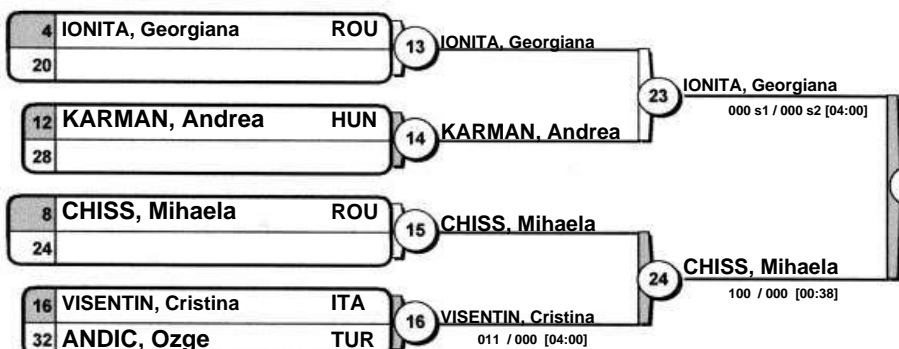 4 IONITA, Georgiana ROU
20
13
IONITA, Georgiana
12 KARMAN, Andrea HUN
28
14
KARMAN, Andrea
23
IONITA, Georgiana
000 s1 / 000 s2 [04:00]
8 CHISS, Mihaela ROU
24
15
CHISS, Mihaela
16 VISENTIN, Cristina ITA
32 ANDIC, Ozge TUR
16
VISENTIN, Cristina
011 / 000 [04:00]
24
CHISS, Mihaela
100 / 000 [00:38]